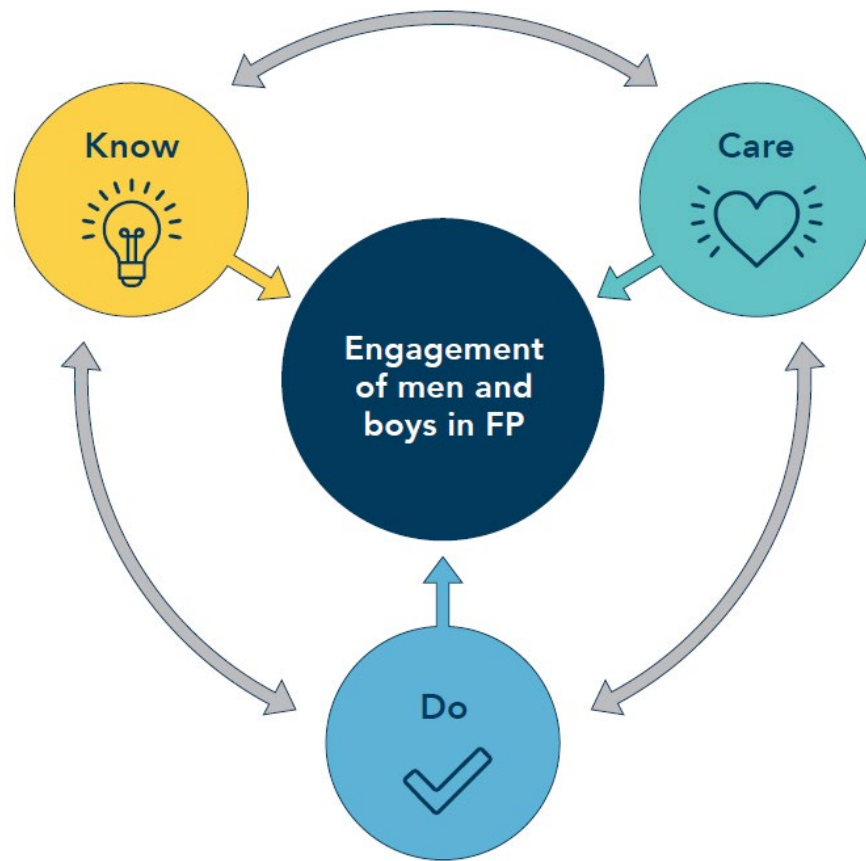 Know
Care
Engagement
of men and
boys in FP
Do